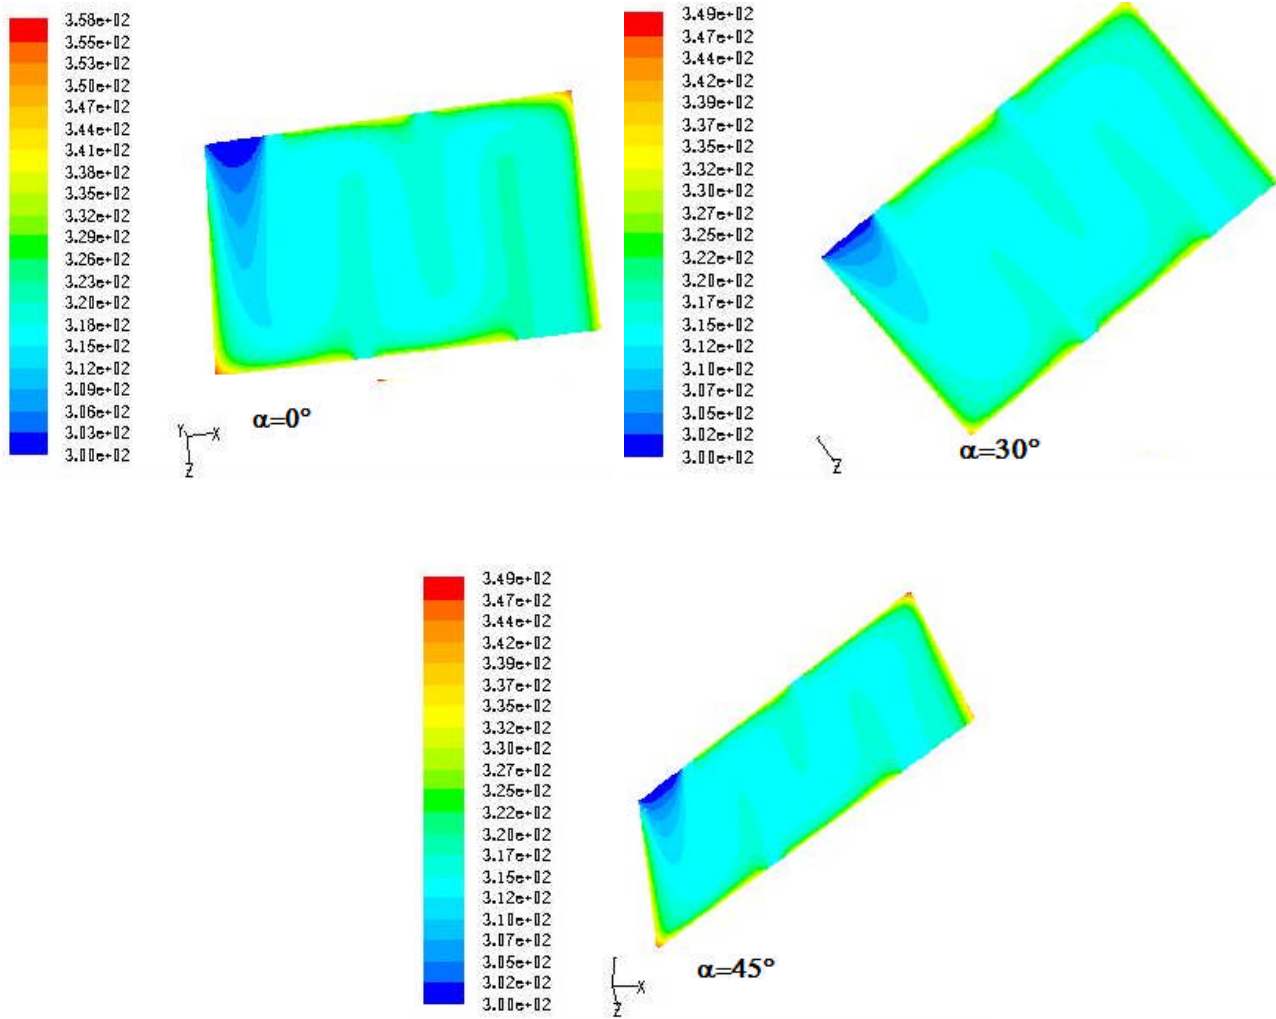 3.58e+02
3.55e+02
3.53e+02
3.50e+02
3.47e+02
3.44e+02
3.41e+02
3.38e+02
3.35e+02
3.32e+02
3.29e+02
3.26e+02
3.23e+02
3.20e+02
3.18e+02
3.15e+02
3.12e+02
3.09e+02
3.06e+02
3.03e+02
3.00e+02
Y
X
Z
α=0°
3.49e+02
3.47e+02
3.44e+02
3.42e+02
3.39e+02
3.37e+02
3.35e+02
3.32e+02
3.30e+02
3.27e+02
3.25e+02
3.22e+02
3.20e+02
3.17e+02
3.15e+02
3.12e+02
3.10e+02
3.07e+02
3.05e+02
3.02e+02
3.00e+02
Z
α=30°
3.49e+02
3.47e+02
3.44e+02
3.42e+02
3.39e+02
3.37e+02
3.35e+02
3.32e+02
3.30e+02
3.27e+02
3.25e+02
3.22e+02
3.20e+02
3.17e+02
3.15e+02
3.12e+02
3.10e+02
3.07e+02
3.05e+02
3.02e+02
3.00e+02
X
Z
α=45°